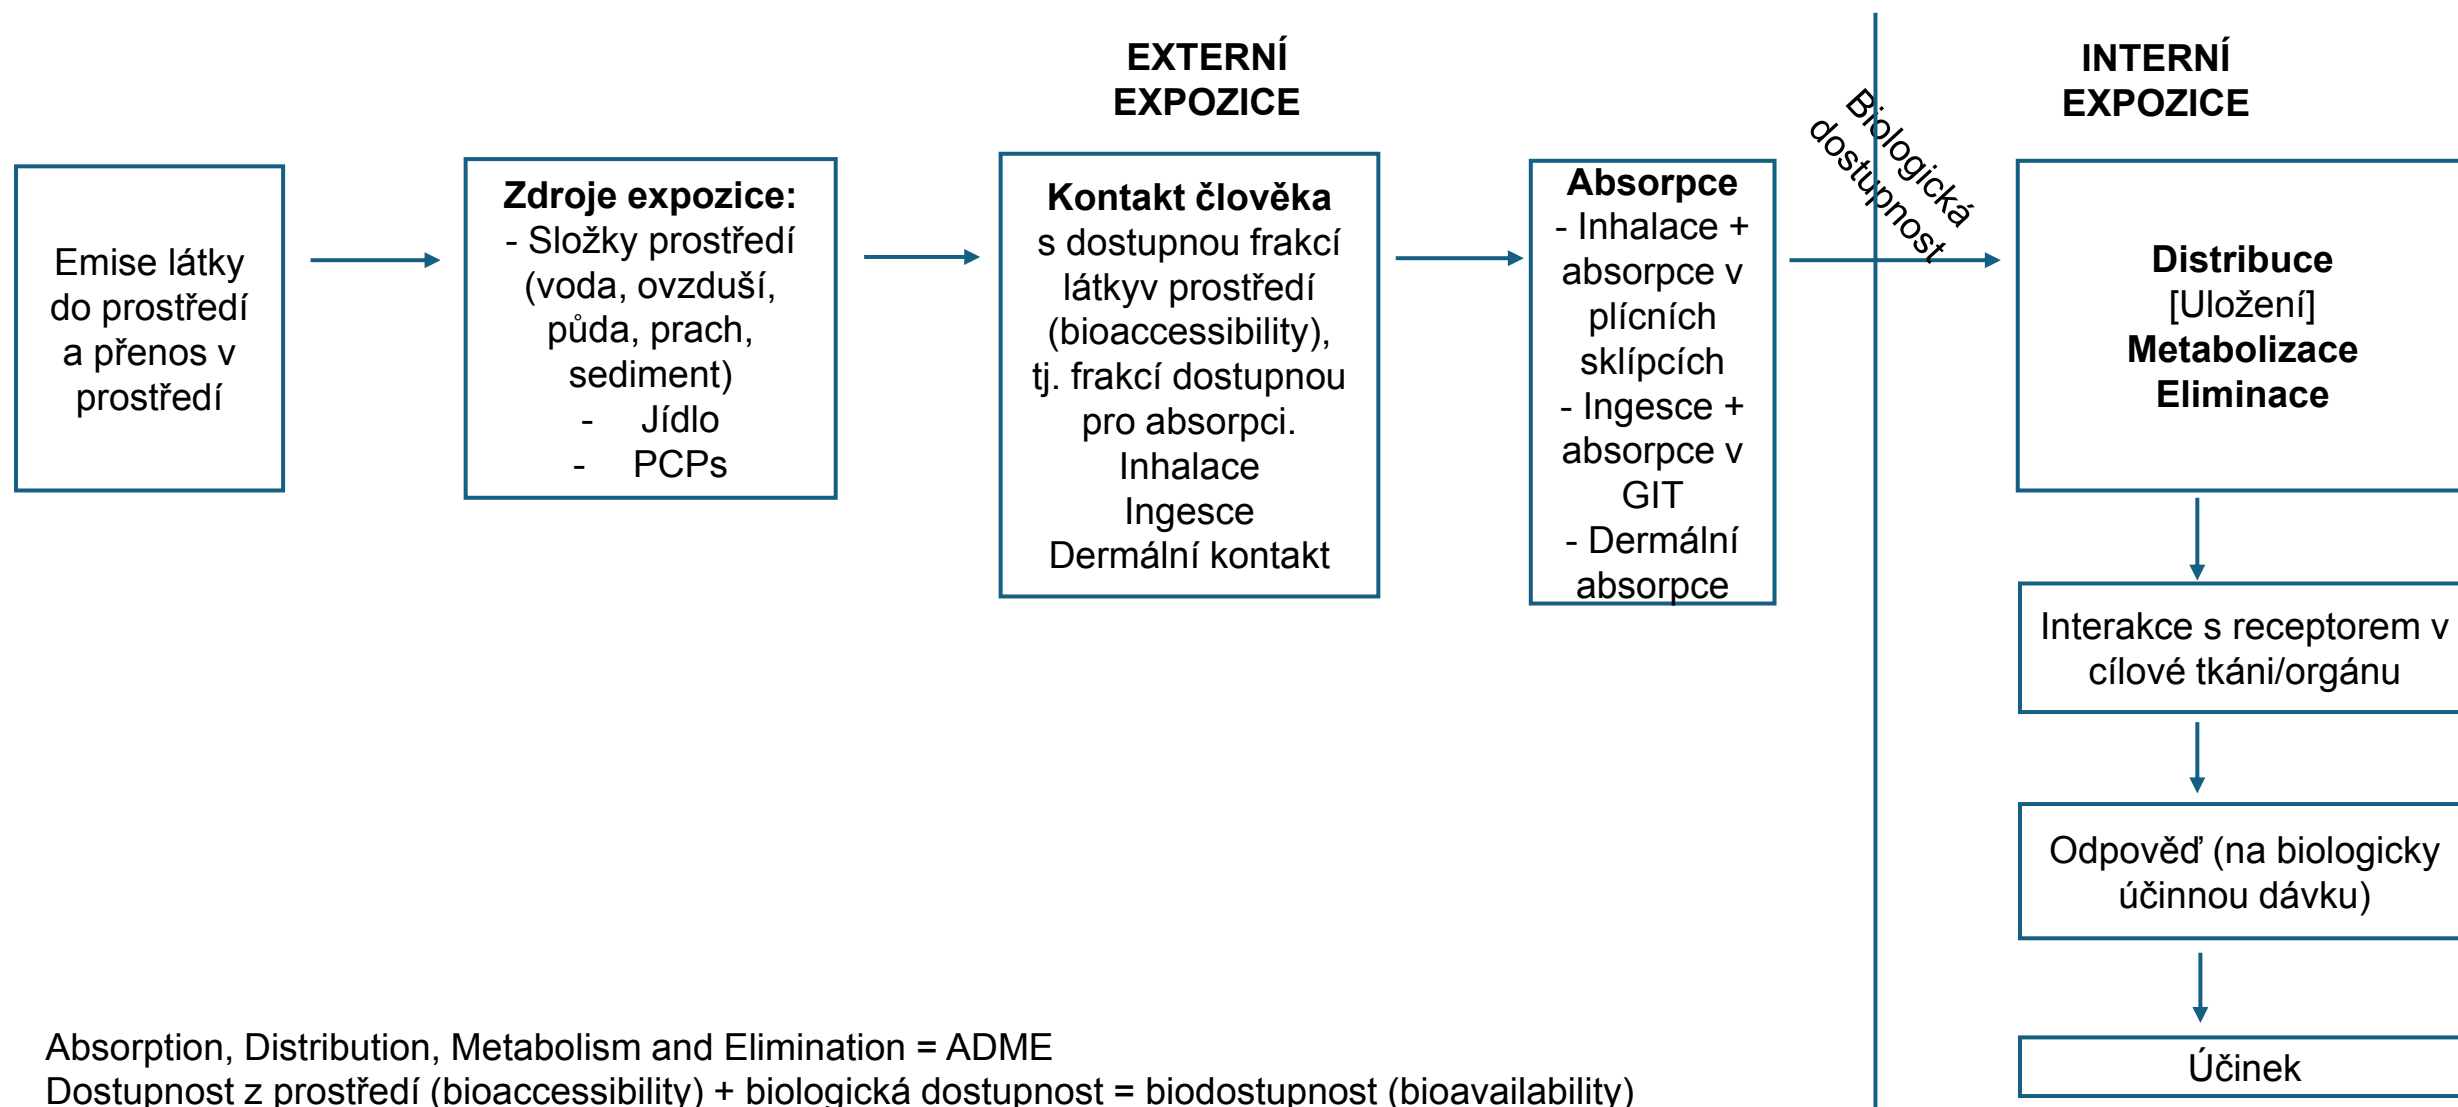 EXTERNÍ
EXPOZICE
INTERNÍ
EXPOZICE
Emise látky
do prostředí
a přenos v
prostředí
Zdroje expozice:
- Složky prostředí
(voda, ovzduší,
půda, prach,
sediment)
- Jídlo
- PCPs
Kontakt člověka
s dostupnou frakcí
látkyv prostředí
(bioaccessibility),
tj. frakcí dostupnou
pro absorpci.
Inhalace
Ingesce
Dermální kontakt
Absorpce
- Inhalace +
absorpce v
plícních
sklípcích
- Ingesce +
absorpce v
GIT
- Dermální
absorpce
Biologická
dostupnost
Distribuce
[Uložení]
Metabolizace
Eliminace
Interakce s receptorem v
cílové tkáni/orgánu
Odpověď (na biologicky
účinnou dávku)
Účinek
Absorption, Distribution, Metabolism and Elimination = ADME
Dostupnost z prostředí (bioaccessibility) + biologická dostupnost = biodostupnost (bioavailability)